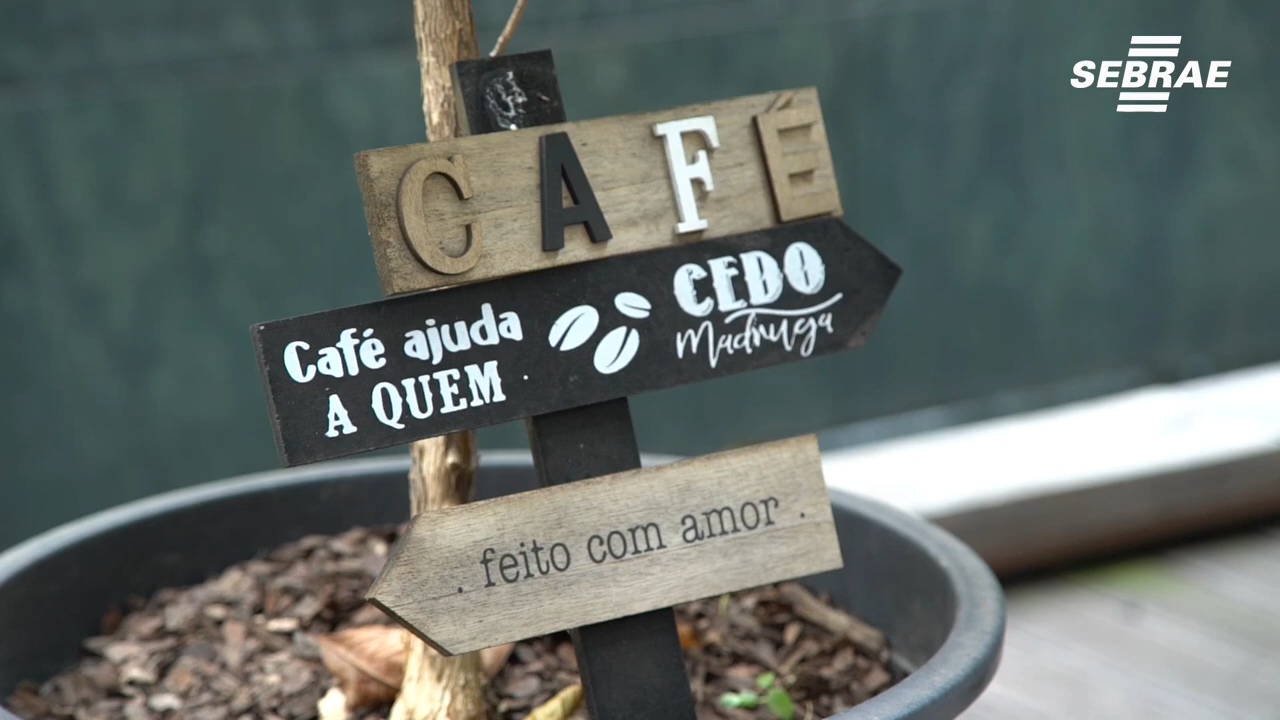 SEBRAE
CAFÉ
Café ajuda
A QUEM
CEDO
Madruga
. feito com amor .